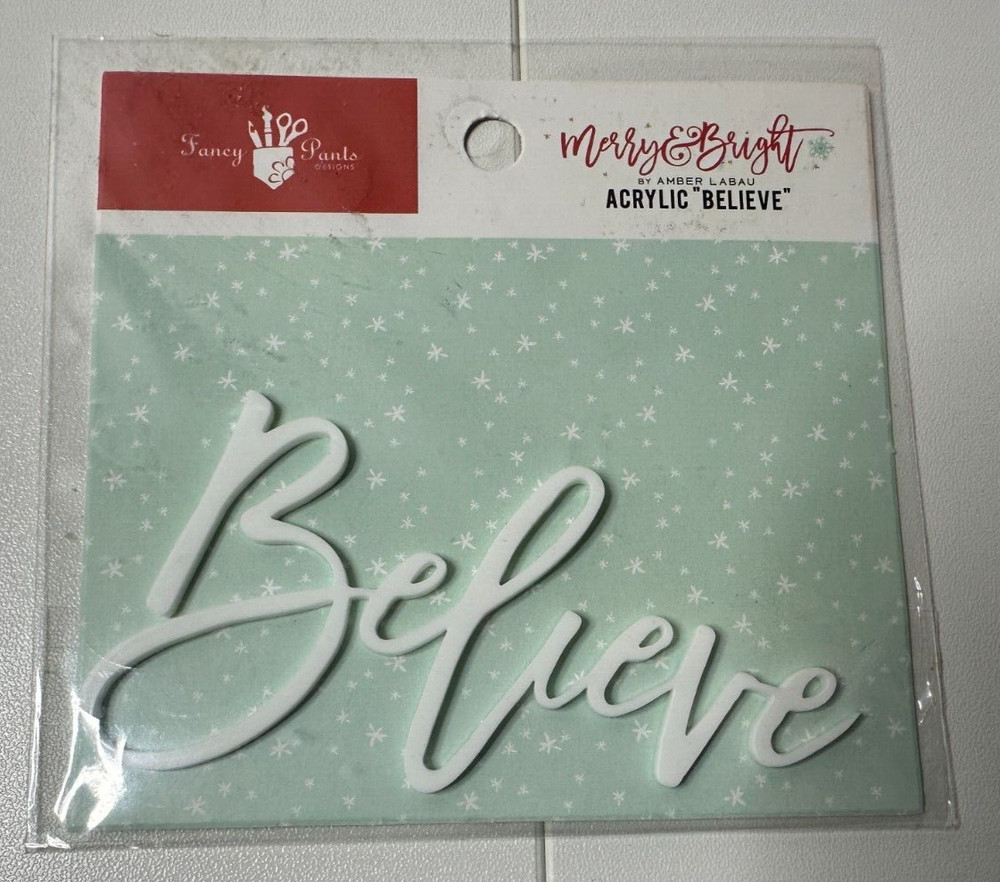 Fancy Pants
DESIGNS
Merry & Bright
BY AMBER LABAU
ACRYLIC "BELIEVE"
Believe